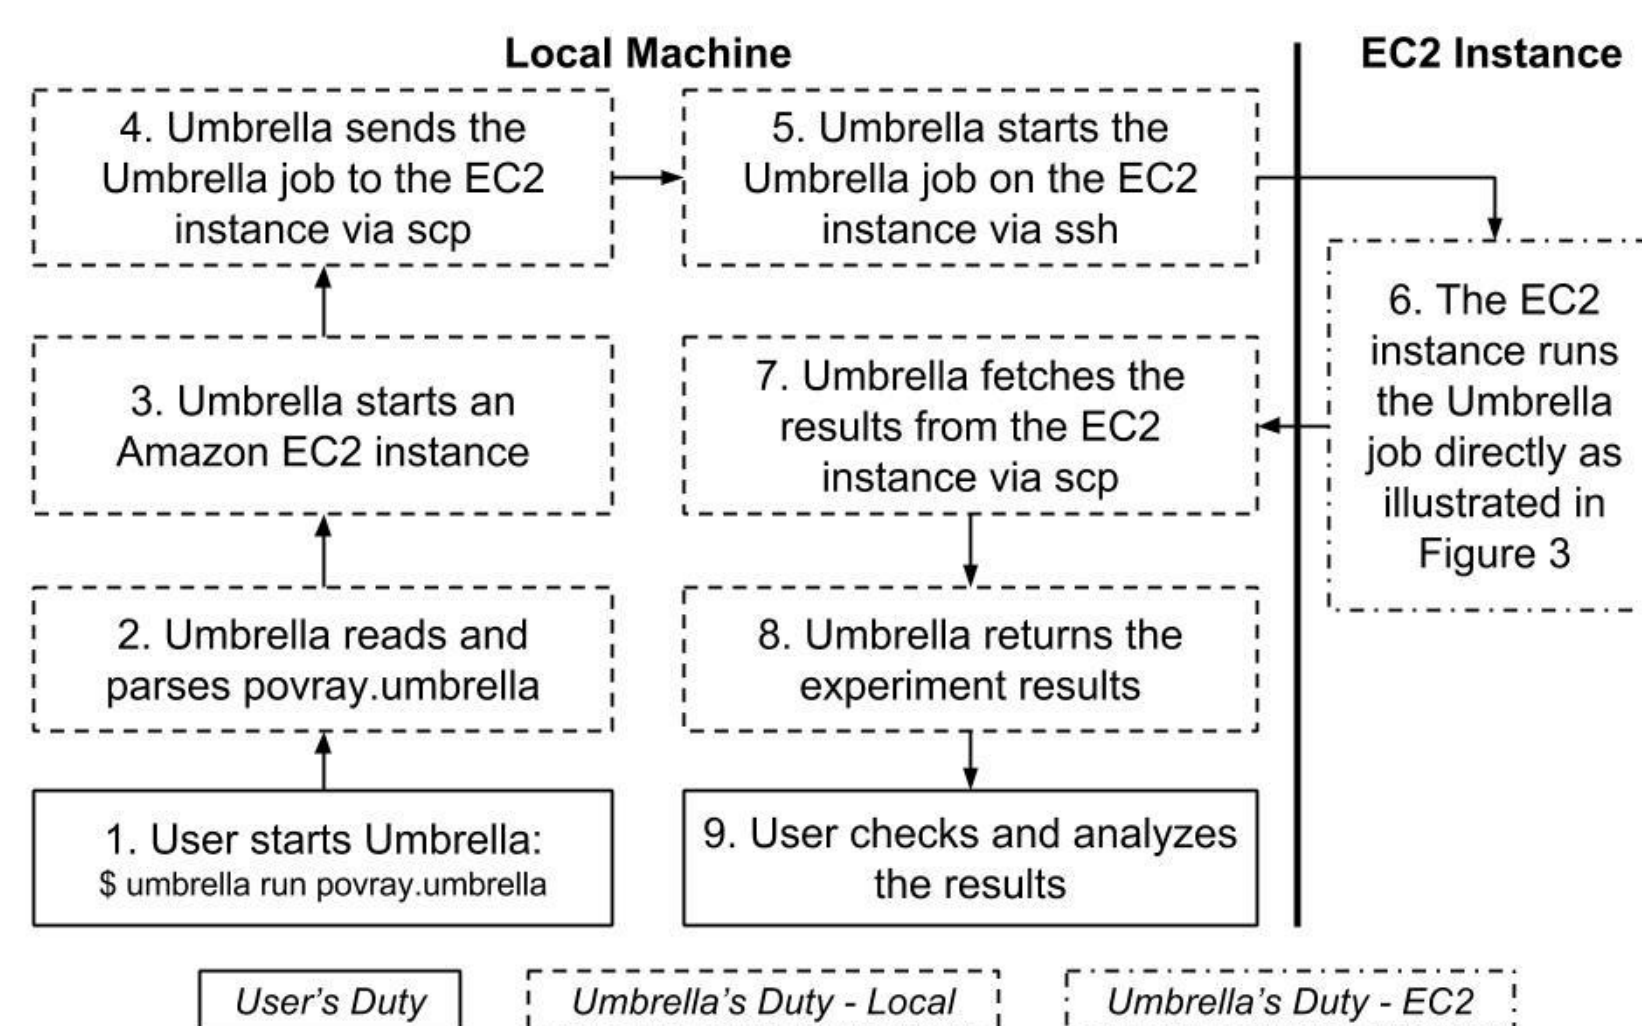 Local Machine
EC2 Instance
4. Umbrella sends the
Umbrella job to the EC2
instance via scp
5. Umbrella starts the
Umbrella job on the EC2
instance via ssh
6. The EC2
instance runs
the Umbrella
job directly as
illustrated in
Figure 3
3. Umbrella starts an
Amazon EC2 instance
7. Umbrella fetches the
results from the EC2
instance via scp
2. Umbrella reads and
parses povray.umbrella
8. Umbrella returns the
experiment results
1. User starts Umbrella:
$ umbrella run povray.umbrella
9. User checks and analyzes
the results
User's Duty
Umbrella's Duty - Local
Umbrella's Duty - EC2